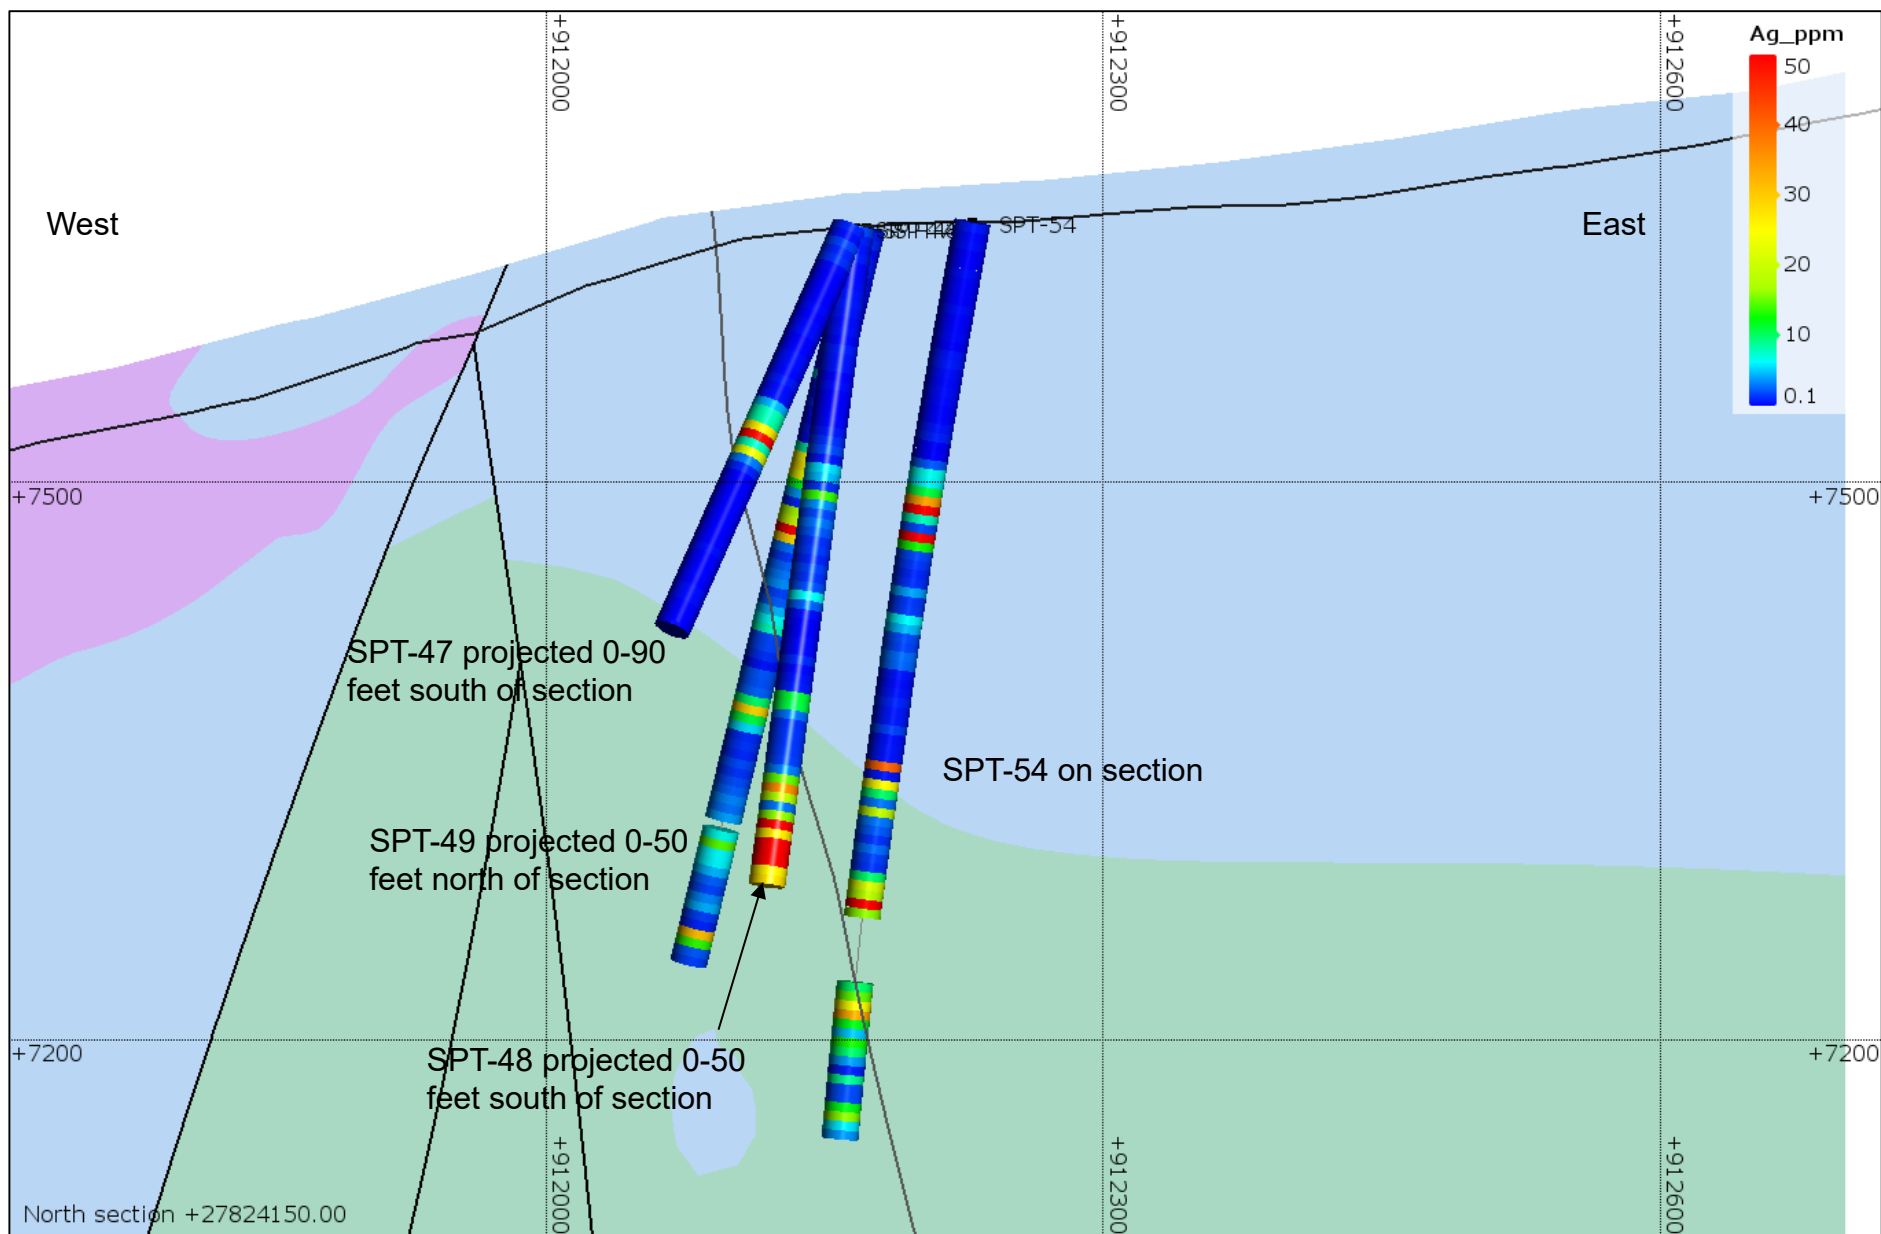 +912000
+912300
+912600
Ag_ppm
50
40
30
20
10
0.1
West
East
SPT-54
+7500
+7500
SPT-47 projected 0-90
feet south of section
SPT-54 on section
SPT-49 projected 0-50
feet north of section
+7200
+7200
SPT-48 projected 0-50
feet south of section
+912000
+912300
+912600
North section +27824150.00